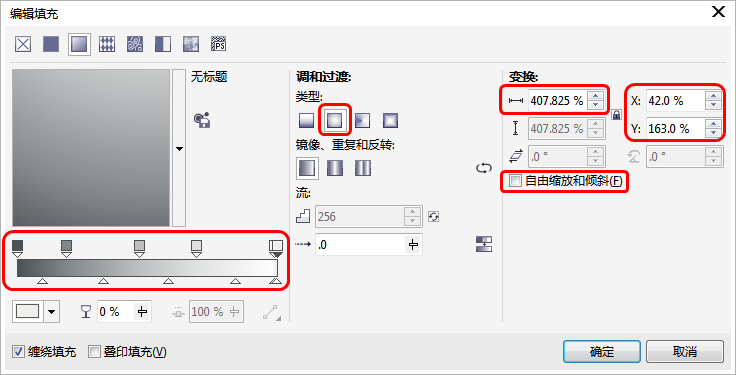 编辑填充
PS
无标题
调和过渡:
类型:
镜像、重复和反转:
流:
256
.0
变换:
407.825 %
X: 42.0 %
407.825 %
Y: 163.0 %
.0 °
.0 °
自由缩放和倾斜(F)
0 %
100 %
缠绕填充
叠印填充(V)
确定
取消